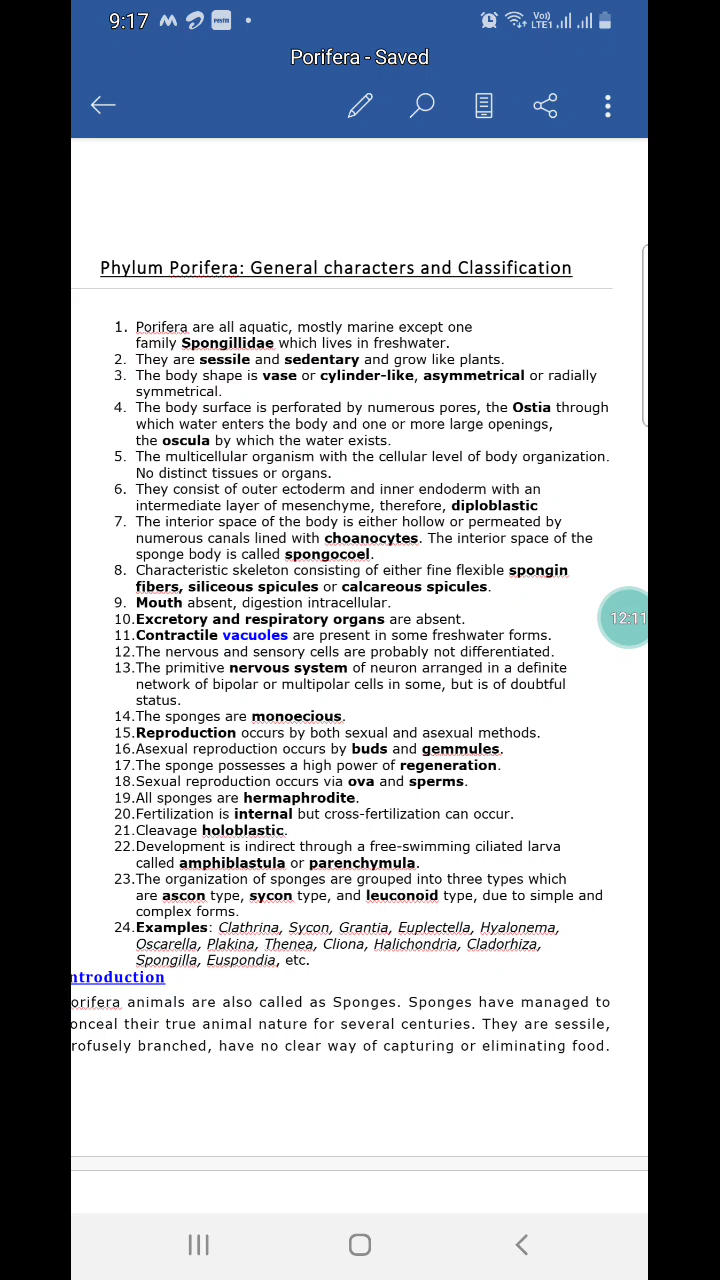 9:17
Vo))
LTE1
paytm
Porifera - Saved
Phylum Porifera: General characters and Classification
1. Porifera are all aquatic, mostly marine except one
family Spongillidae which lives in freshwater.
2. They are sessile and sedentary and grow like plants.
3. The body shape is vase or cylinder-like, asymmetrical or radially
symmetrical.
4. The body surface is perforated by numerous pores, the Ostia through
which water enters the body and one or more large openings,
the oscula by which the water exists.
5. The multicellular organism with the cellular level of body organization.
No distinct tissues or organs.
6. They consist of outer ectoderm and inner endoderm with an
intermediate layer of mesenchyme, therefore, diploblastic
7. The interior space of the body is either hollow or permeated by
numerous canals lined with choanocytes. The interior space of the
sponge body is called spongocoel.
8. Characteristic skeleton consisting of either fine flexible spongin
fibers, siliceous spicules or calcareous spicules.
9. Mouth absent, digestion intracellular.
12:11
10.Excretory and respiratory organs are absent.
11.Contractile vacuoles are present in some freshwater forms.
12.The nervous and sensory cells are probably not differentiated.
13.The primitive nervous system of neuron arranged in a definite
network of bipolar or multipolar cells in some, but is of doubtful
status.
14.The sponges are monoecious.
15.Reproduction occurs by both sexual and asexual methods.
16.Asexual reproduction occurs by buds and gemmules.
17.The sponge possesses a high power of regeneration.
18.Sexual reproduction occurs via ova and sperms.
19.All sponges are hermaphrodite.
20.Fertilization is internal but cross-fertilization can occur.
21.Cleavage holoblastic.
22.Development is indirect through a free-swimming ciliated larva
called amphiblastula or parenchymula.
23.The organization of sponges are grouped into three types which
are ascon type, sycon type, and leuconoid type, due to simple and
complex forms.
24.Examples: Clathrina, Sycon, Grantia, Euplectella, Hyalonema,
Oscarella, Plakina, Thenea, Cliona, Halichondria, Cladorhiza,
Spongilla, Euspondia, etc.
ntroduction
orifera animals are also called as Sponges. Sponges have managed to
onceal their true animal nature for several centuries. They are sessile,
rofusely branched, have no clear way of capturing or eliminating food.